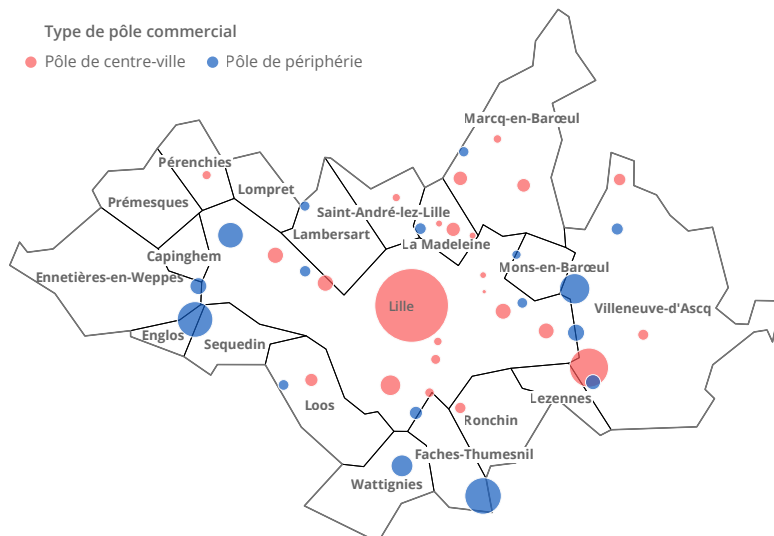 Type de pôle commercial
Pôle de centre-ville
Pôle de périphérie
Marcq-en-Barœul
Pérenchies
Lompret
Prémesques
Saint-André-lez-Lille
Lambersart
La Madeleine
Capinghem
Mons-en-Barœul
Ennetières-en-Weppes
Lille
Villeneuve-d'Ascq
Englos
Sequedin
Lezennes
Loos
Ronchin
Faches-Thumesnil
Wattignies